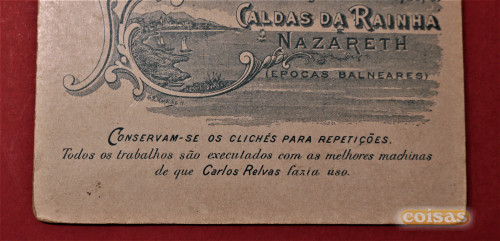 CALDAS DA RAINHA
Á NAZARETH
(EPOCAS BALNEARES)
CONSERVAM-SE OS CLICHÉS PARA REPETIÇÕES.
Todos os trabalhos são executados com as melhores machinas
de que Carlos Relvas fazia uso.
coisas